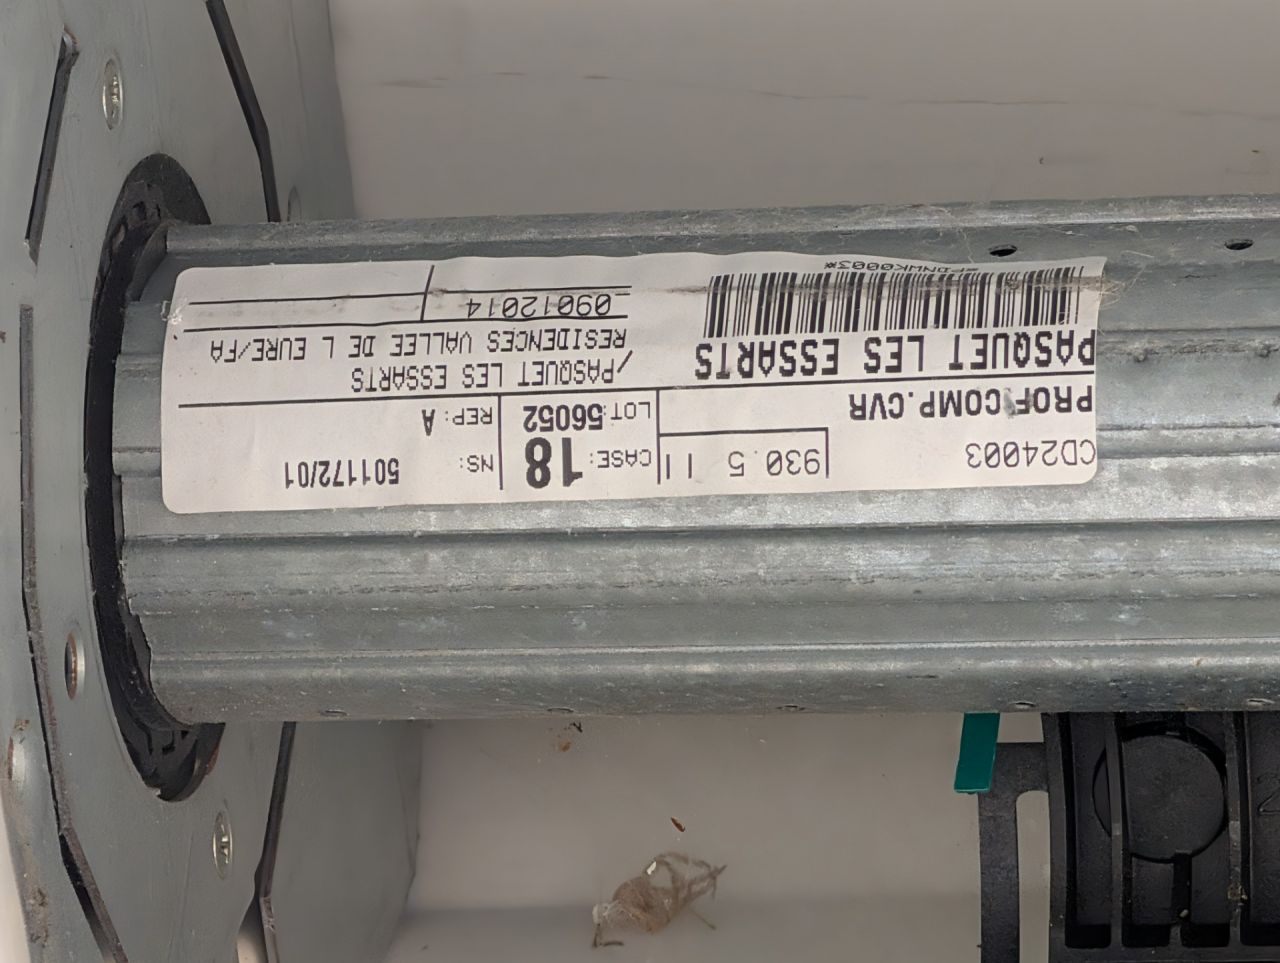 CD24003
930.5
CASE: 18
NS: 501172/01
PROF.COMP.CVR
LOT:56052
REP: A
PASQUET LES ESSARTS
/PASQUET LES ESSARTS
RESIDENCES VALLEE DE L EURE/FA
09012014